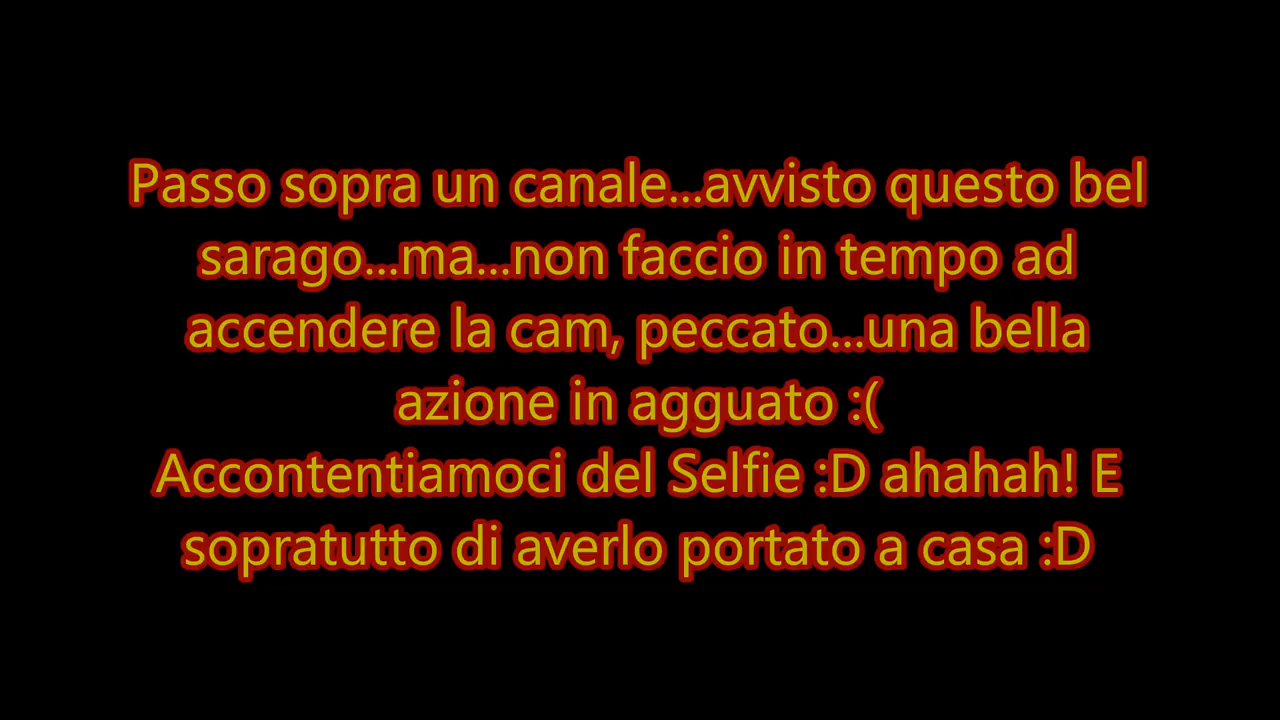 Passo sopra un canale...avvisto questo bel
sarago...ma...non faccio in tempo ad
accendere la cam, peccato...una bella
azione in agguato :(
Accontentiamoci del Selfie :D ahahah! E
sopratutto di averlo portato a casa :D